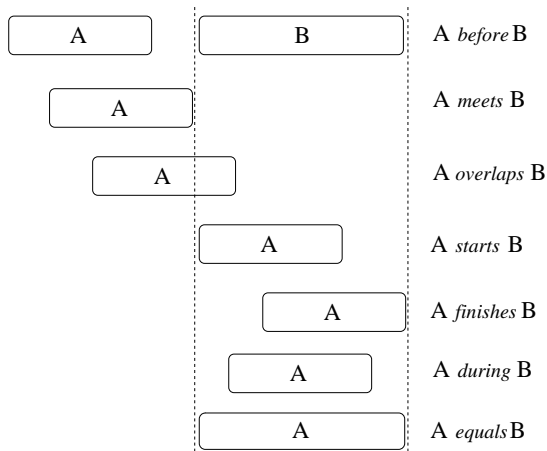 A B A before B
A A meets B
A A overlaps B
A A starts B
A A finishes B
A A during B
A A equals B